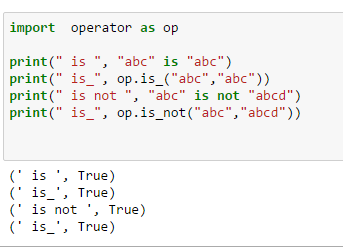 import  operator as op
print(" is ", "abc" is "abc")
print(" is_", op.is_("abc","abc"))
print(" is not ", "abc" is not "abcd")
print(" is_", op.is_not("abc","abcd"))
(' is ', True)
(' is_', True)
(' is not ', True)
(' is_', True)